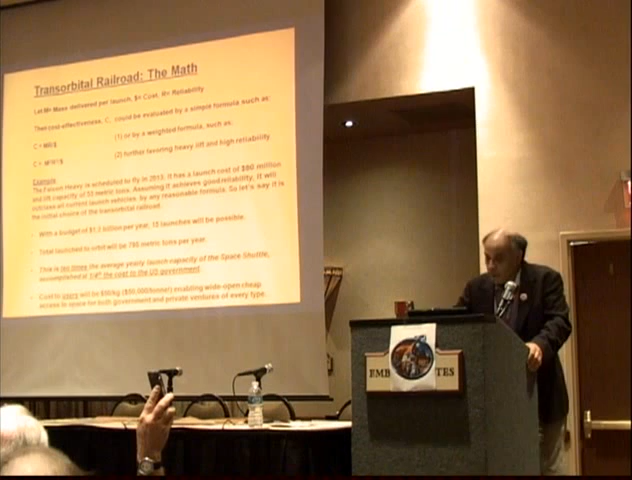 Transorbital Railroad: The Math
Let M= Mass delivered per launch, $= Cost, R= Reliability
Then cost-effectiveness, C, could be evaluated by a simple formula such as:
C = MR/$ (1) or by a weighted formula, such as:
C = (2) further favoring heavy lift and high reliability
Example:
The Falcon Heavy is scheduled to fly in 2013. It has a launch cost of $80 million
and lift capacity of 53 metric tons. Assuming it achieves good reliability, it will
outclass all current launch vehicles by any reasonable formula. So let's say it is
the initial choice of the transorbital railroad.
- With a budget of $1.2 billion per year, 15 launches will be possible.
- Total launched to orbit will be 795 metric tons per year.
- This is ten times the average yearly launch capacity of the Space Shuttle,
accomplished at the cost to the US government.
- Cost to users will be enabling wide-open cheap
access to space for both government and private ventures of every type.
EMB TES